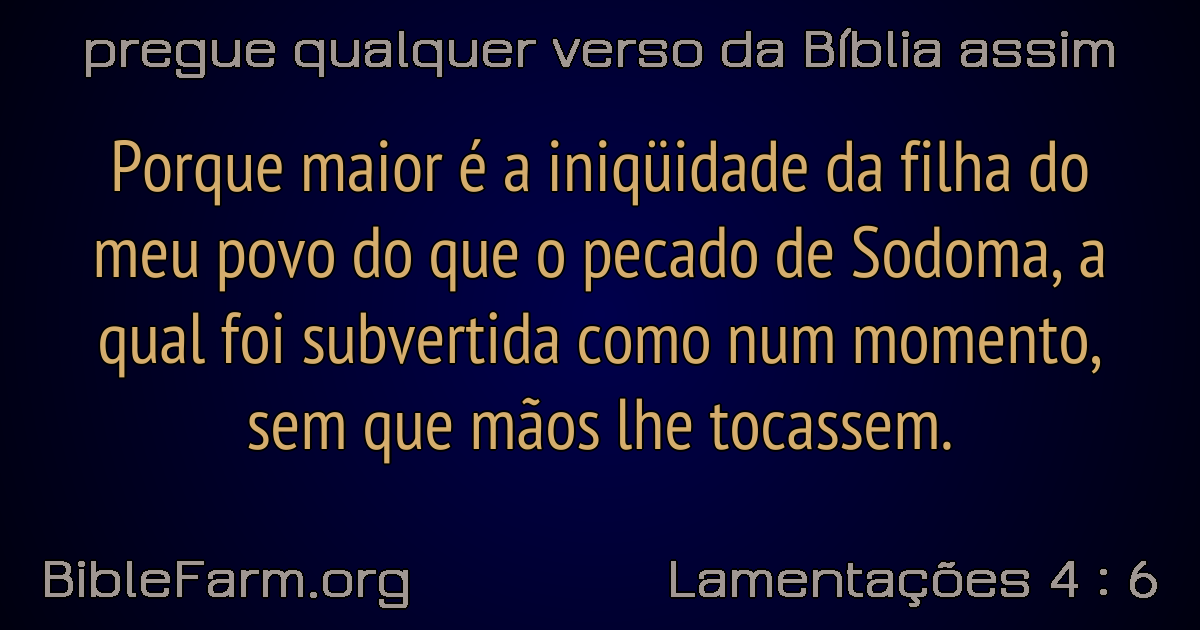 pregue qualquer verso da Bíblia assim
Porque maior é a iniqüidade da filha do
meu povo do que o pecado de Sodoma, a
qual foi subvertida como num momento,
sem que mãos lhe tocassem.
BibleFarm.org
Lamentações 4 : 6